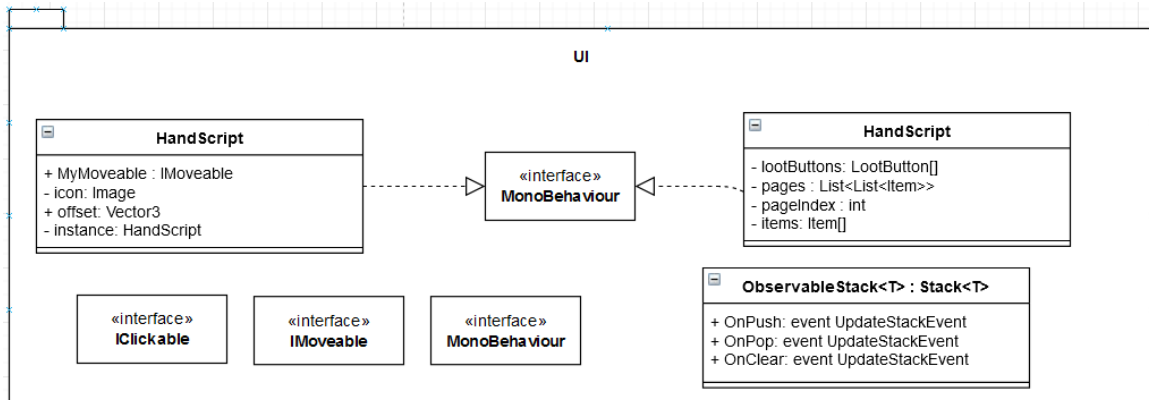 UI
HandScript
+ MyMoveable : IMoveable
- icon: Image
+ offset: Vector3
- instance: HandScript
«interface»
MonoBehaviour
HandScript
- lootButtons: LootButton[]
- pages : List<List<Item>>
- pageIndex : int
- items: Item[]
«interface»
IClickable
«interface»
IMoveable
«interface»
MonoBehaviour
ObservableStack<T> : Stack<T>
+ OnPush: event UpdateStackEvent
+ OnPop: event UpdateStackEvent
+ OnClear: event UpdateStackEvent